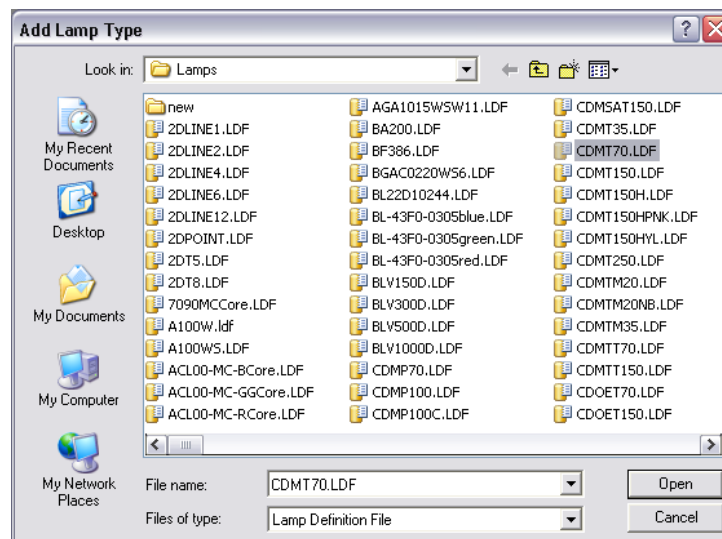 Add Lamp Type
Look in:
Lamps
My Recent
Documents
Desktop
My Documents
My Computer
My Network
Places
new
2DLINE1.LDF
2DLINE2.LDF
2DLINE4.LDF
2DLINE6.LDF
2DLINE12.LDF
2DPOINT.LDF
2DT5.LDF
2DT8.LDF
7090MCCore.LDF
A100W.ldf
A100WS.LDF
ACL00-MC-BCore.LDF
ACL00-MC-GGCore.LDF
ACL00-MC-RCore.LDF
AGA1015WSW11.LDF
BA200.LDF
BF386.LDF
BGAC0220WS6.LDF
BL22D10244.LDF
BL-43F0-0305blue.LDF
BL-43F0-0305green.LDF
BL-43F0-0305red.LDF
BLV150D.LDF
BLV300D.LDF
BLV500D.LDF
BLV1000D.LDF
CDMP70.LDF
CDMP100.LDF
CDMP100C.LDF
CDMSAT150.LDF
CDMT35.LDF
CDMT70.LDF
CDMT150.LDF
CDMT150H.LDF
CDMT150HPNK.LDF
CDMT150HYL.LDF
CDMT250.LDF
CDMTM20.LDF
CDMTM20NB.LDF
CDMTM35.LDF
CDMTT70.LDF
CDMTT150.LDF
CDOET70.LDF
CDOET150.LDF
File name:
CDMT70.LDF
Open
Files of type:
Lamp Definition File
Cancel